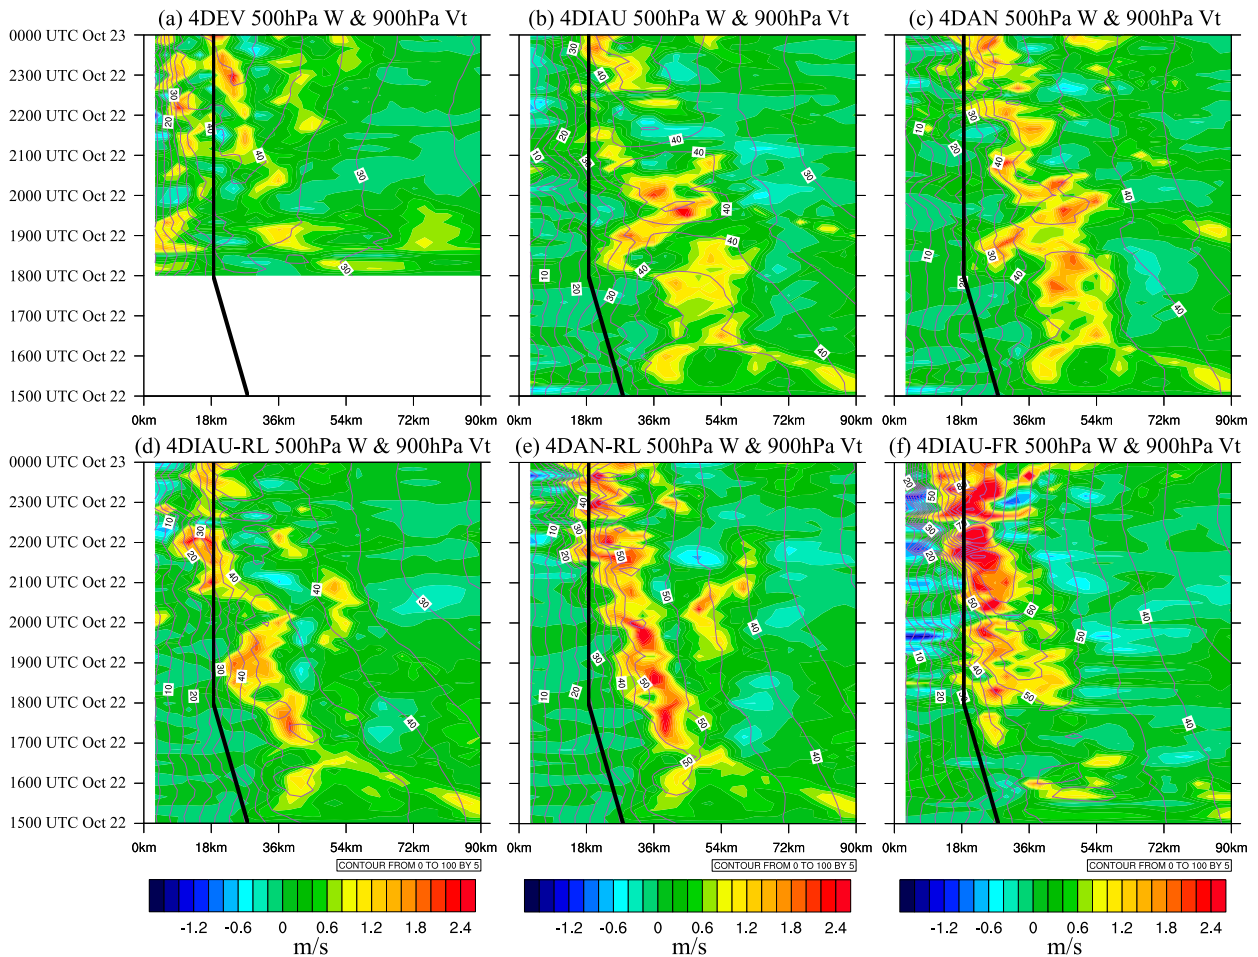 (a) 4DEV 500hPa W & 900hPa Vt
(b) 4DIAU 500hPa W & 900hPa Vt
(c) 4DAN 500hPa W & 900hPa Vt
0000 UTC Oct 23
2300 UTC Oct 22
2200 UTC Oct 22
2100 UTC Oct 22
2000 UTC Oct 22
1900 UTC Oct 22
1800 UTC Oct 22
1700 UTC Oct 22
1600 UTC Oct 22
1500 UTC Oct 22
0km 18km 36km 54km 72km 90km
0km 18km 36km 54km 72km 90km
0km 18km 36km 54km 72km 90km
(d) 4DIAU-RL 500hPa W & 900hPa Vt
(e) 4DAN-RL 500hPa W & 900hPa Vt
(f) 4DIAU-FR 500hPa W & 900hPa Vt
0000 UTC Oct 23
2300 UTC Oct 22
2200 UTC Oct 22
2100 UTC Oct 22
2000 UTC Oct 22
1900 UTC Oct 22
1800 UTC Oct 22
1700 UTC Oct 22
1600 UTC Oct 22
1500 UTC Oct 22
0km 18km 36km 54km 72km 90km
0km 18km 36km 54km 72km 90km
0km 18km 36km 54km 72km 90km
CONTOUR FROM 0 TO 100 BY 5
CONTOUR FROM 0 TO 100 BY 5
CONTOUR FROM 0 TO 100 BY 5
-1.2 -0.6 0 0.6 1.2 1.8 2.4
-1.2 -0.6 0 0.6 1.2 1.8 2.4
-1.2 -0.6 0 0.6 1.2 1.8 2.4
m/s
m/s
m/s